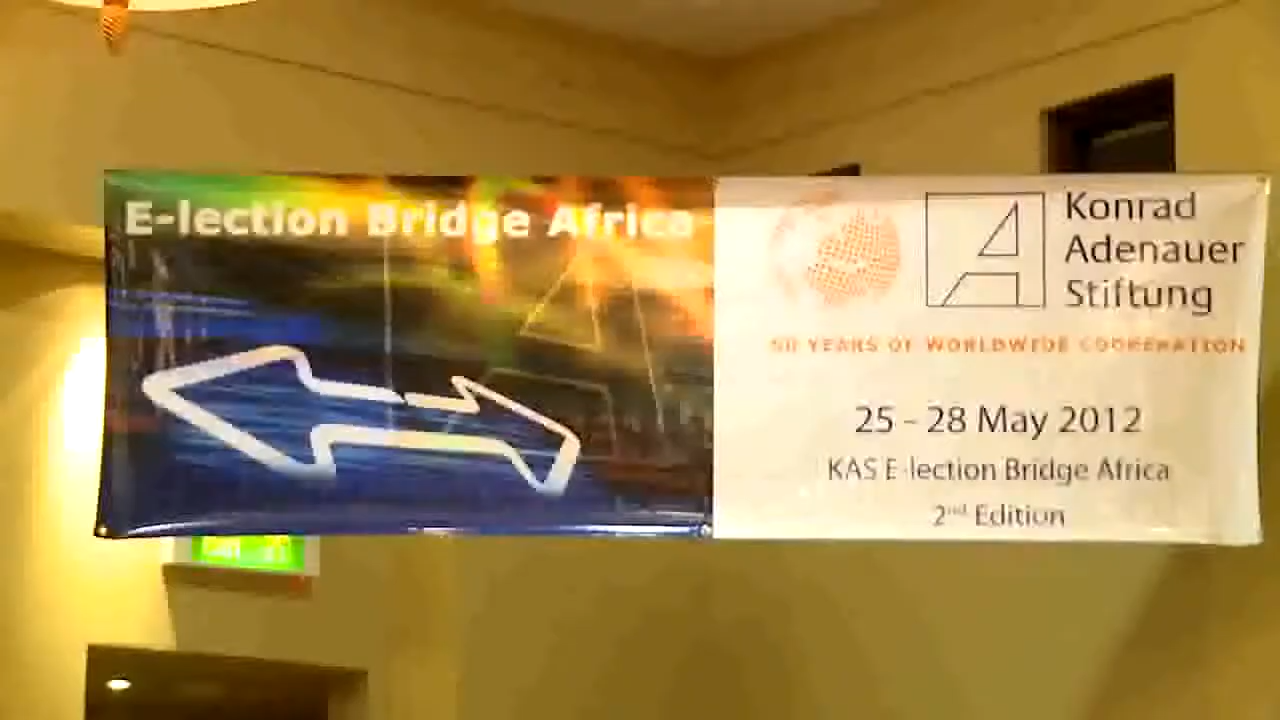 E-lection Bridge Africa
Konrad
Adenauer
Stiftung
50 YEARS OF WORLDWIDE COOPERATION
25 - 28 May 2012
KAS E-lection Bridge Africa
2nd Edition